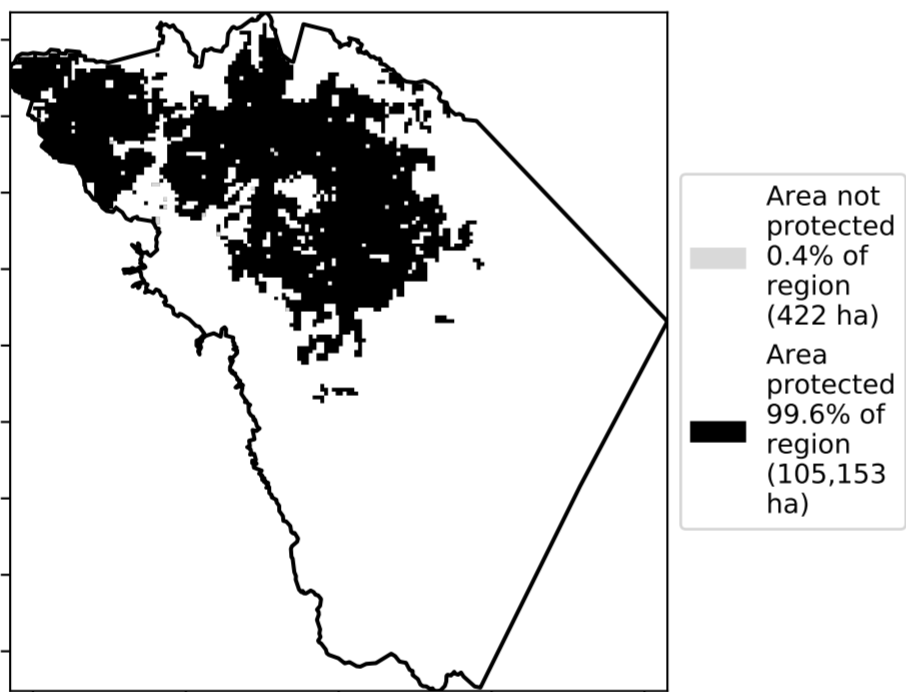 Area not
protected
0.4% of
region
(422 ha)
Area
protected
99.6% of
region
(105,153
ha)